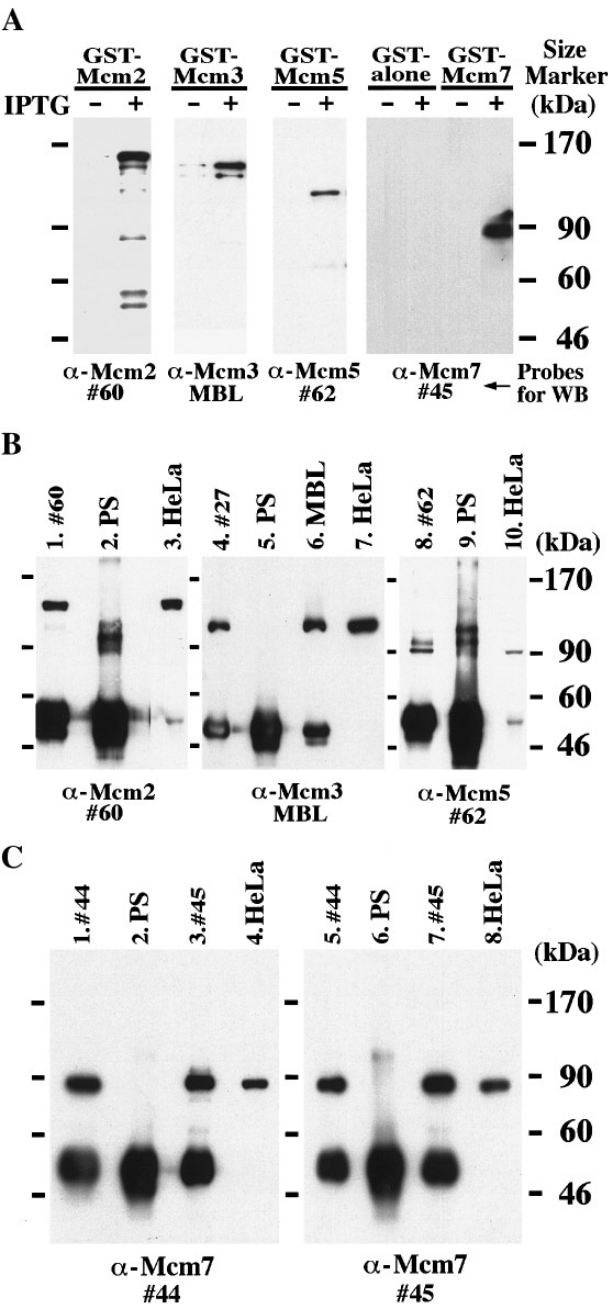 A
GST-Mcm2 GST-Mcm3 GST-Mcm5 GST-alone GST-Mcm7 Size Marker (kDa)
IPTG - + - + - + - + - +
170
90
60
46
α-Mcm2 #60 α-Mcm3 MBL α-Mcm5 #62 α-Mcm7 #45 ← Probes for WB
B
1. #60 2. PS 3. HeLa 4. #27 5. PS 6. MBL 7. HeLa 8. #62 9. PS 10. HeLa
(kDa)
170
90
60
46
α-Mcm2 #60 α-Mcm3 MBL α-Mcm5 #62
C
1. #44 2. PS 3. #45 4. HeLa 5. #44 6. PS 7. #45 8. HeLa
(kDa)
170
90
60
46
α-Mcm7 #44 α-Mcm7 #45